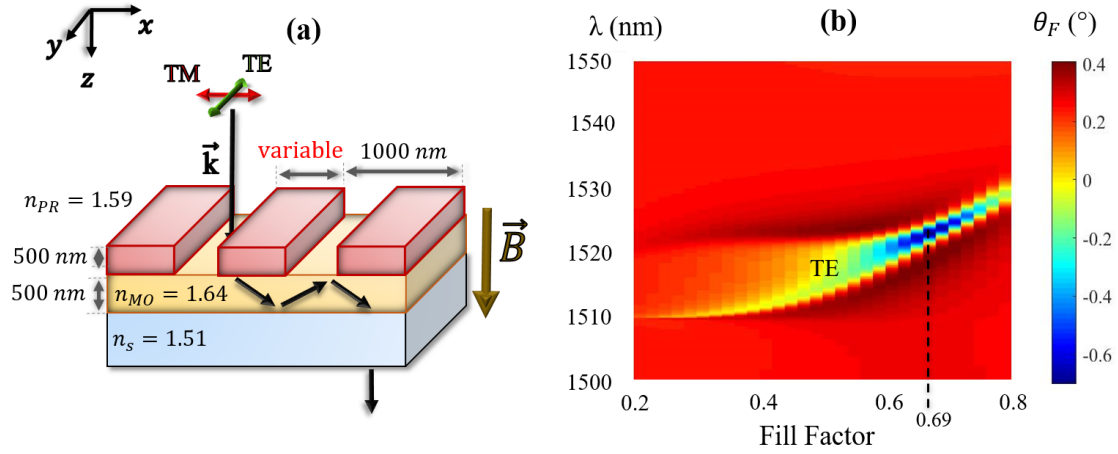 x
y
z
(a)
TM
TE
k
variable
1000 nm
n_PR = 1.59
500 nm
500 nm
n_MO = 1.64
n_s = 1.51
B
λ (nm)
(b)
θ_F (°)
1550
1540
1530
1520
1510
1500
TE
0.2
0.4
0.6
0.69
0.8
Fill Factor
0.4
0.2
0
-0.2
-0.4
-0.6